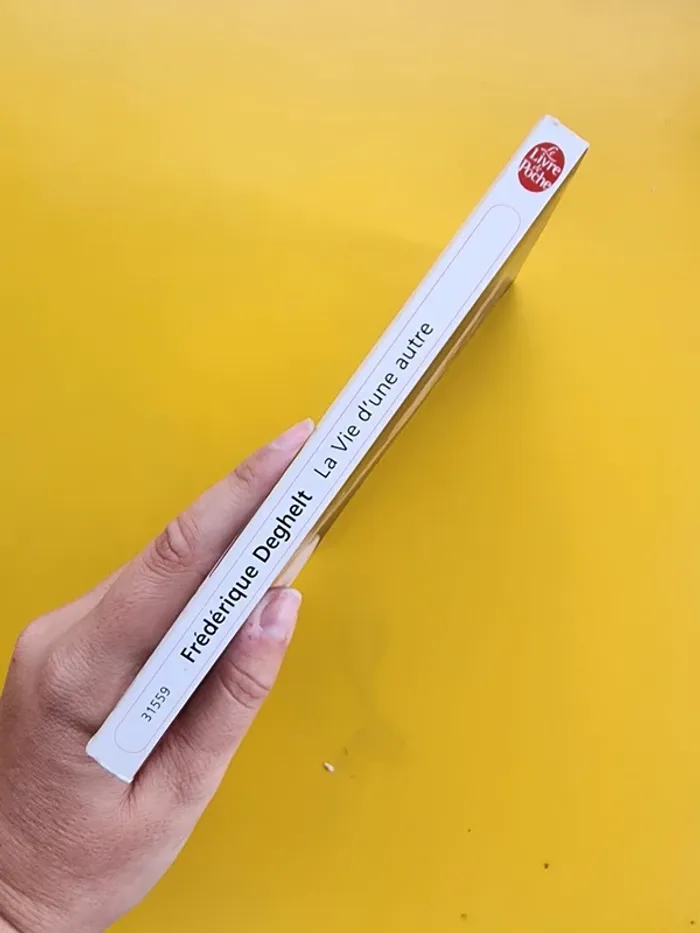 31559
Frédérique Deghelt La Vie d'une autre
Le
Livre
de
Poche